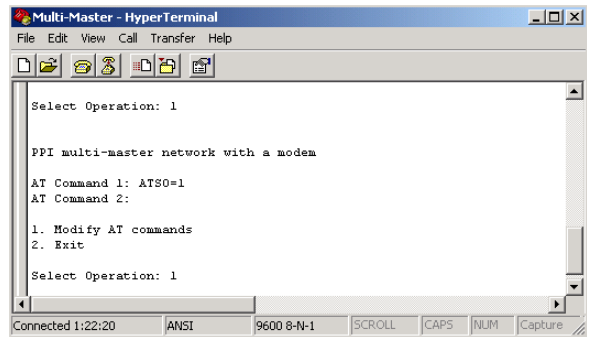 Multi-Master - HyperTerminal
File Edit View Call Transfer Help
Select Operation: 1
PPI multi-master network with a modem
AT Command 1: ATS0=1
AT Command 2:
1. Modify AT commands
2. Exit
Select Operation: 1
Connected 1:22:20 ANSI 9600 8-N-1 SCROLL CAPS NUM Capture